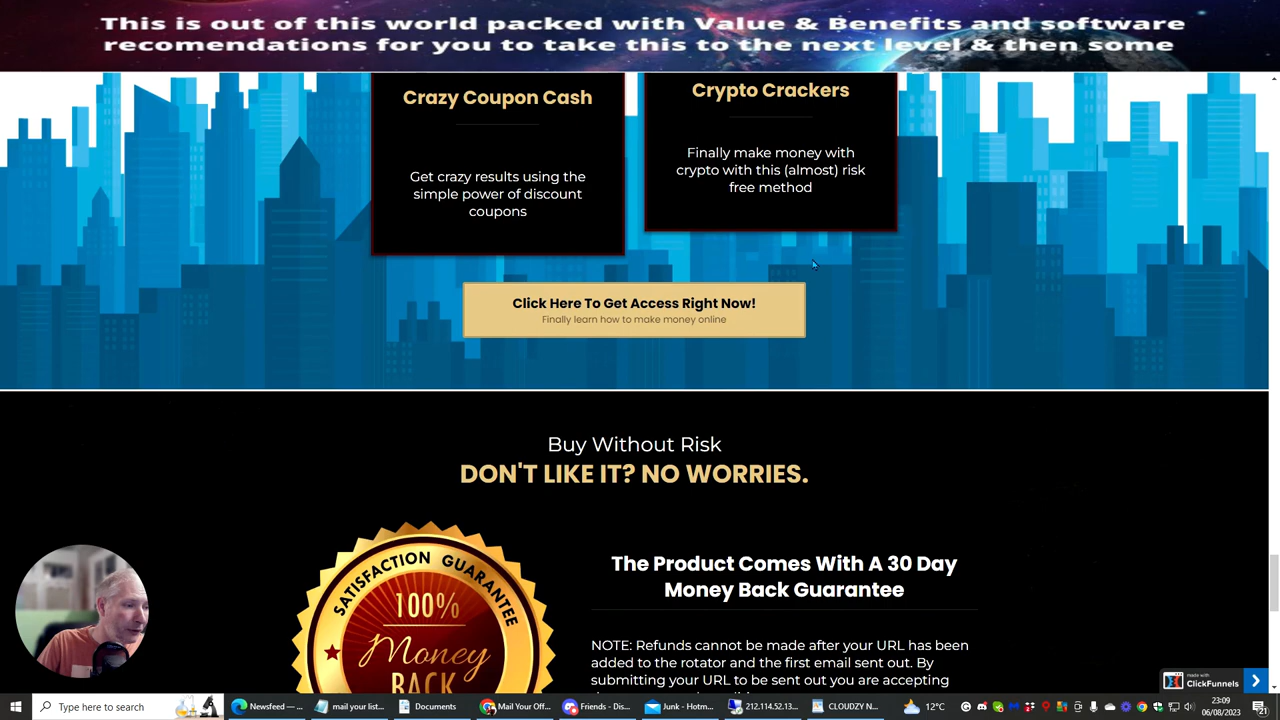 This is out of this world packed with Value & Benefits and software
recomendations for you to take this to the next level & then some
Crazy Coupon Cash
Get crazy results using the
simple power of discount
coupons
Crypto Crackers
Finally make money with
crypto with this (almost) risk
free method
Click Here To Get Access Right Now!
Finally learn how to make money online
Buy Without Risk
DON'T LIKE IT? NO WORRIES.
SATISFACTION GUARANTEE
100%
Money
BACK
The Product Comes With A 30 Day
Money Back Guarantee
NOTE: Refunds cannot be made after your URL has been
added to the rotator and the first email sent out. By
submitting your URL to be sent out you are accepting
made with
ClickFunnels
Type here to search
Newsfeed — ...
mail your list...
Documents
Mail Your Off...
Friends - Dis...
Junk - Hotm...
212.114.52.13...
CLOUDZY N...
12°C
23:09
06/08/2023